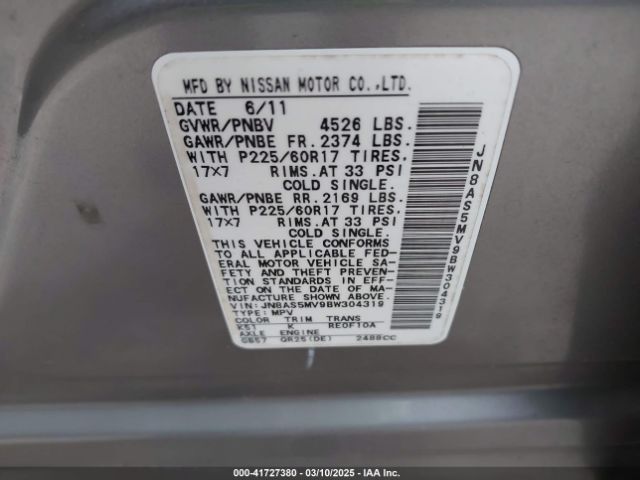 MFD BY NISSAN MOTOR CO.,LTD.
DATE 6/11
GVWR/PNBV 4526 LBS.
GAWR/PNBE FR. 2374 LBS.
WITH P225/60R17 TIRES.
17x7 RIMS.AT 33 PSI
COLD SINGLE.
GAWR/PNBE RR. 2169 LBS.
WITH P225/60R17 TIRES.
17x7 RIMS.AT 33 PSI
COLD SINGLE.
THIS VEHICLE CONFORMS
TO ALL APPLICABLE FED-
ERAL MOTOR VEHICLE SA-
FETY AND THEFT PREVEN-
TION STANDARDS IN EFF-
ECT ON THE DATE OF MA-
NUFACTURE SHOWN ABOVE.
VIN: JN8AS5MV9BW304319
TYPE: MPV
COLOR TRIM TRANS
K51 K RE0F10A
AXLE ENGINE
GB57 QR25(DE) 2488CC
JN8AS5MV9BW304319
000-41727380 - 03/10/2025 - IAA Inc.